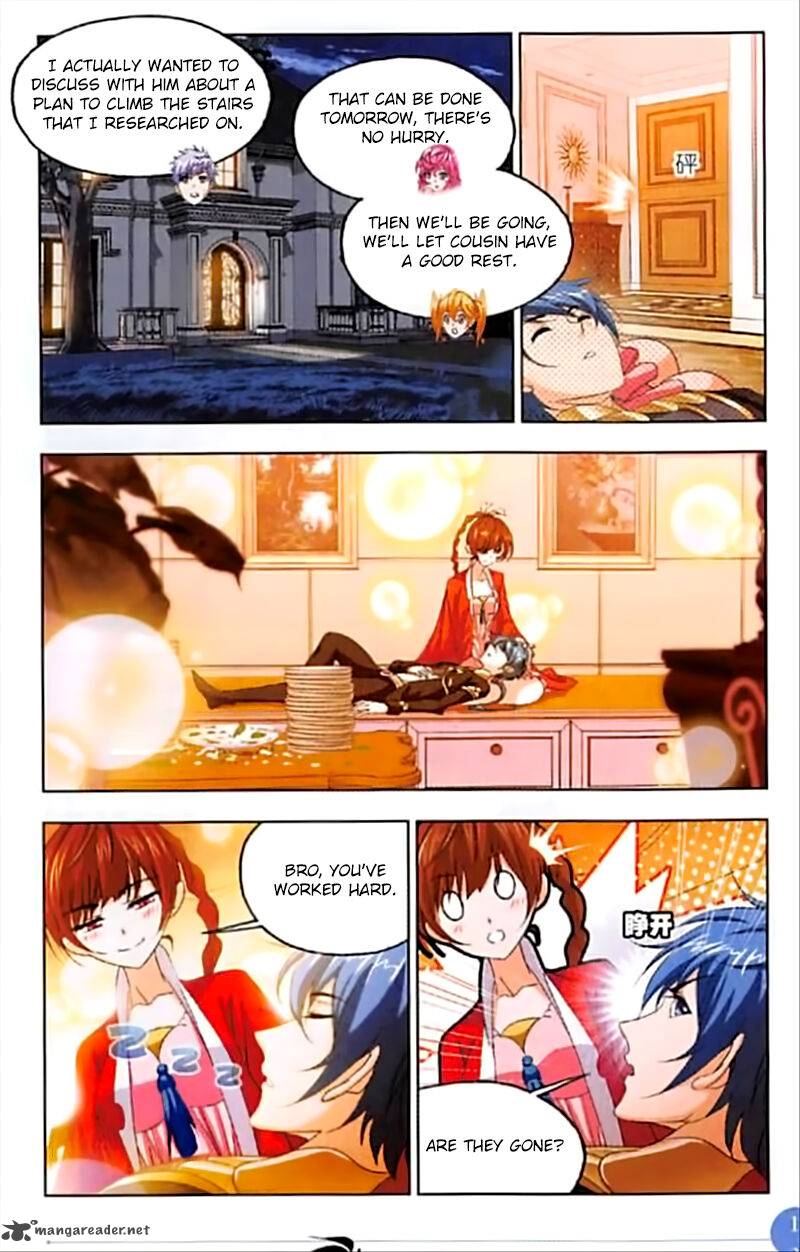 I ACTUALLY WANTED TO
DISCUSS WITH HIM ABOUT A
PLAN TO CLIMB THE STAIRS
THAT I RESEARCHED ON.
THAT CAN BE DONE
TOMORROW, THERE'S
NO HURRY.
THEN WE'LL BE GOING,
WE'LL LET COUSIN HAVE
A GOOD REST.
砰
BRO, YOU'VE
WORKED HARD.
Z Z Z
睁开
ARE THEY GONE?
mangareader.net
1